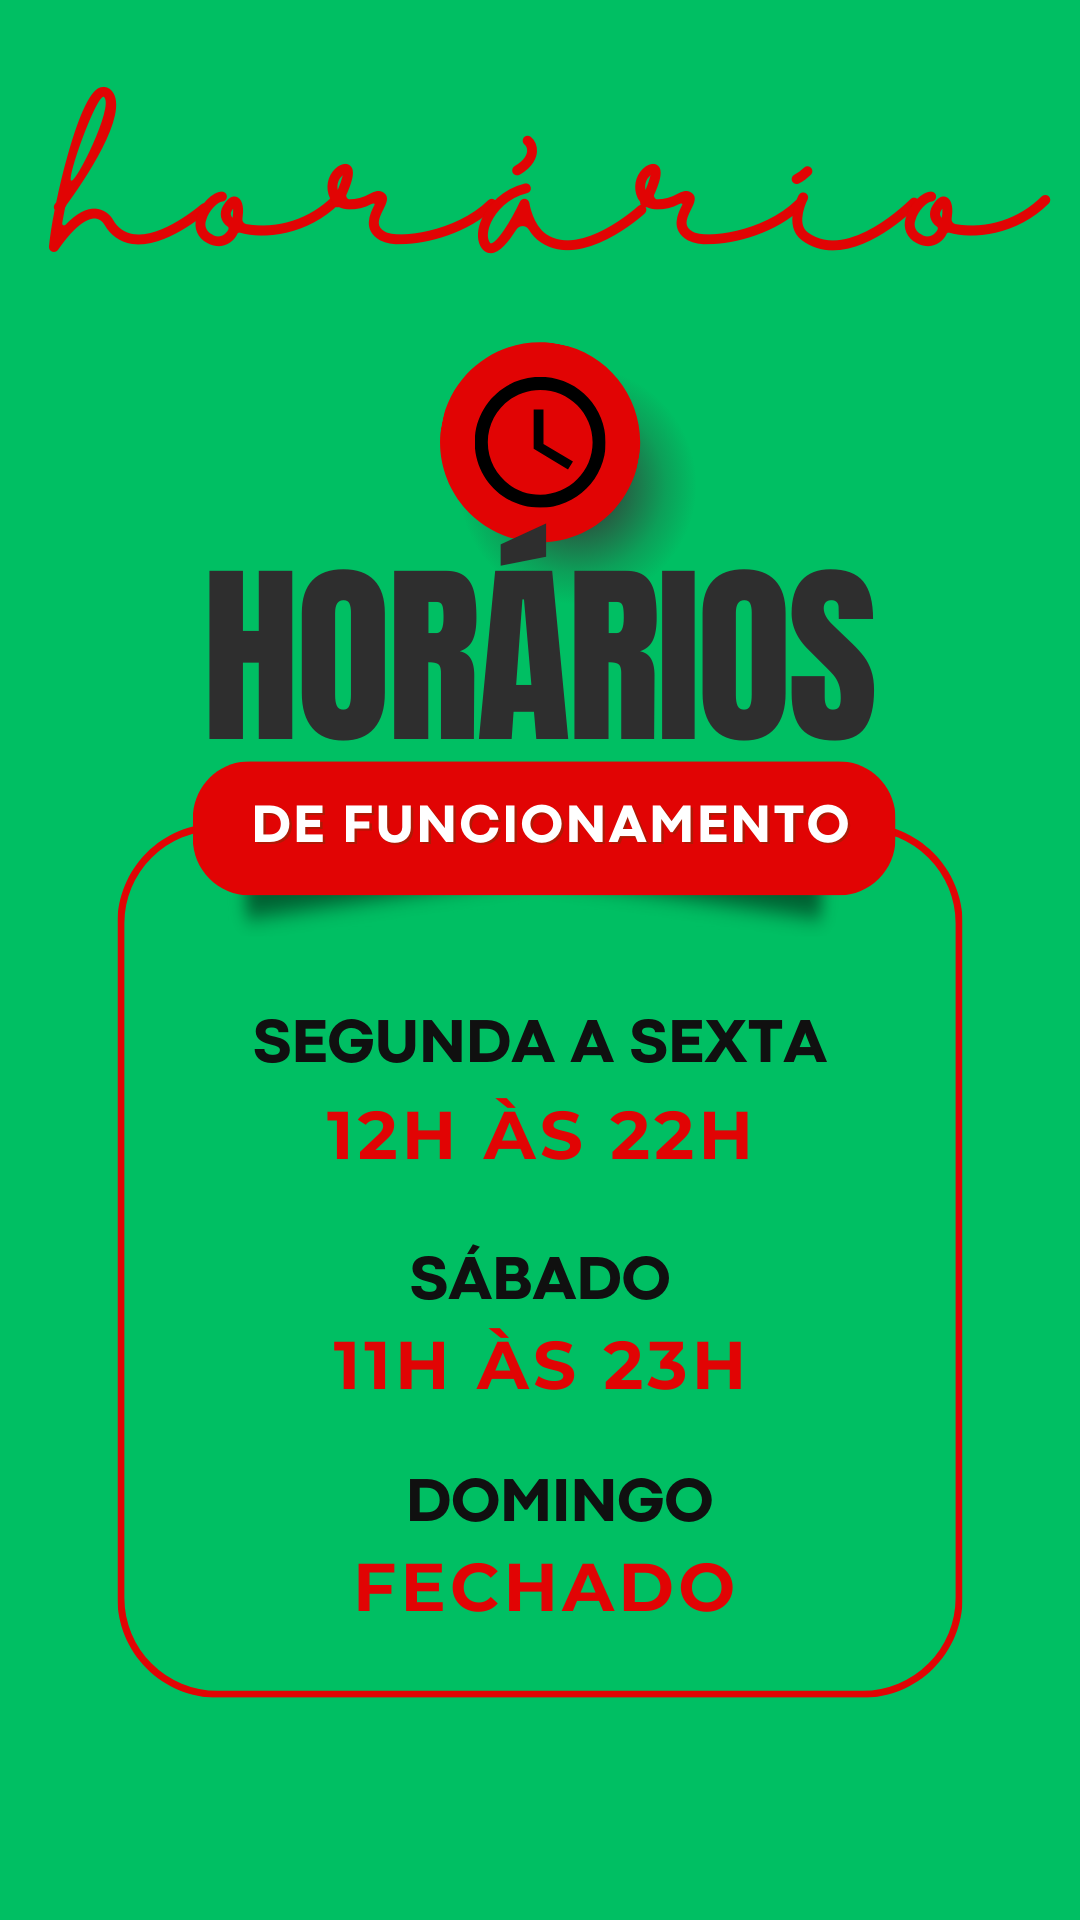 horário
HORÁRIOS
DE FUNCIONAMENTO
SEGUNDA A SEXTA
12H ÀS 22H
SÁBADO
11H ÀS 23H
DOMINGO
FECHADO